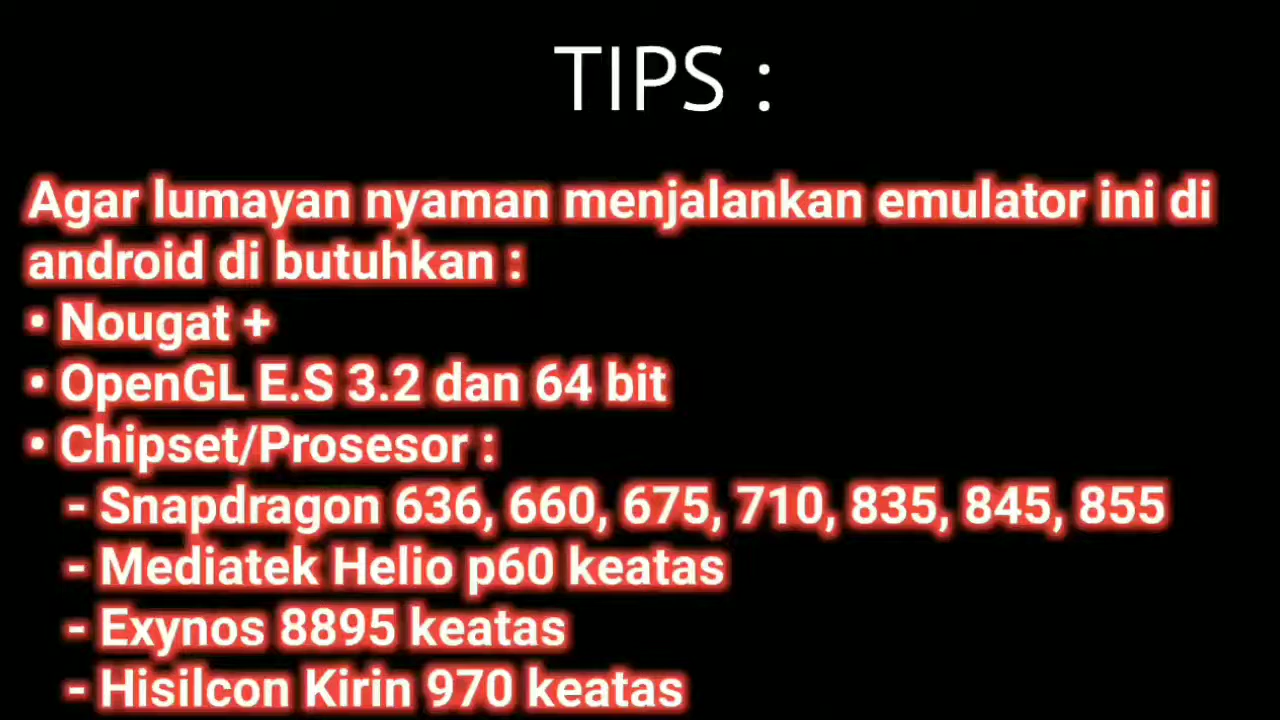 TIPS :
Agar lumayan nyaman menjalankan emulator ini di
android di butuhkan :
• Nougat +
• OpenGL E.S 3.2 dan 64 bit
• Chipset/Prosesor :
- Snapdragon 636, 660, 675, 710, 835, 845, 855
- Mediatek Helio p60 keatas
- Exynos 8895 keatas
- Hisilcon Kirin 970 keatas